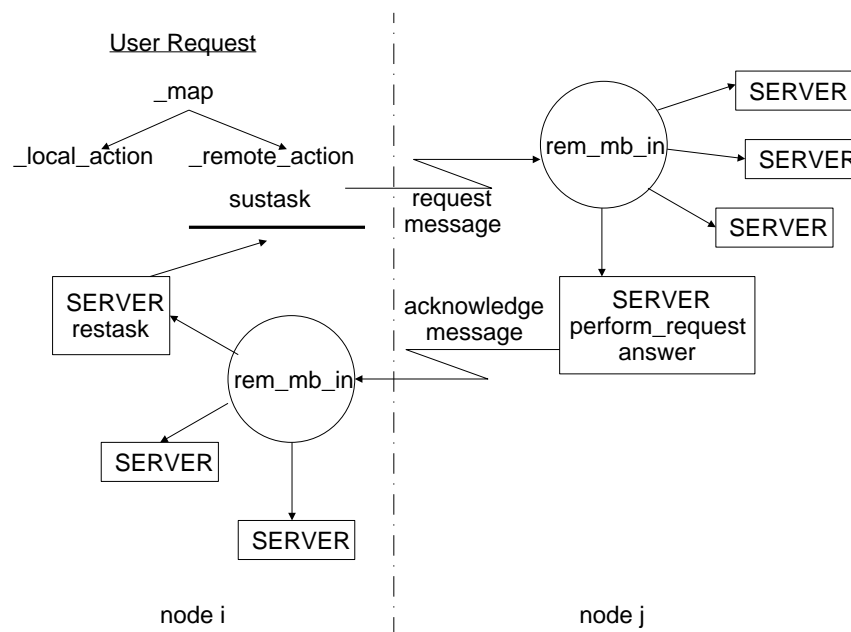 User Request
_map
_local_action
_remote_action
sustask
request
message
rem_mb_in
SERVER
SERVER
SERVER
SERVER
perform_request
answer
acknowledge
message
SERVER
restask
rem_mb_in
SERVER
SERVER
node i
node j